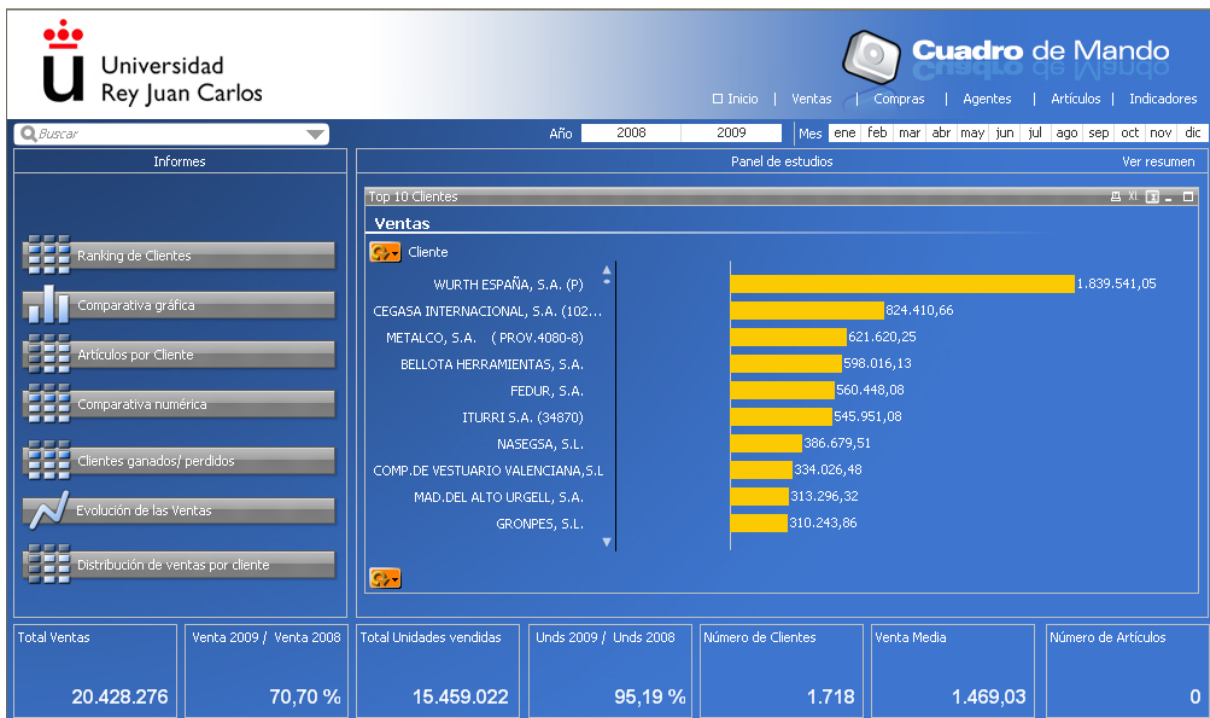 Universidad
Rey Juan Carlos
Cuadro de Mando
Inicio | Ventas | Compras | Agentes | Artículos | Indicadores
Buscar
Año 2008 2009 Mes ene feb mar abr may jun jul ago sep oct nov dic
Informes
Panel de estudios
Ver resumen
Ranking de Clientes
Comparativa gráfica
Artículos por Cliente
Comparativa numérica
Clientes ganados/ perdidos
Evolución de las Ventas
Distribución de ventas por cliente
Top 10 Clientes
XL
Ventas
Cliente
WURTH ESPAÑA, S.A. (P) 1.839.541,05
CEGASA INTERNACIONAL, S.A. (102... 824.410,66
METALCO, S.A. ( PROV.4080-8) 621.620,25
BELLOTA HERRAMIENTAS, S.A. 598.016,13
FEDUR, S.A. 560.448,08
ITURRI S.A. (34870) 545.951,08
NASEGSA, S.L. 386.679,51
COMP.DE VESTUARIO VALENCIANA,S.L 334.026,48
MAD.DEL ALTO URGELL, S.A. 313.296,32
GRONPES, S.L. 310.243,86
Total Ventas
20.428.276
Venta 2009 / Venta 2008
70,70 %
Total Unidades vendidas
15.459.022
Unds 2009 / Unds 2008
95,19 %
Número de Clientes
1.718
Venta Media
1.469,03
Número de Artículos
0